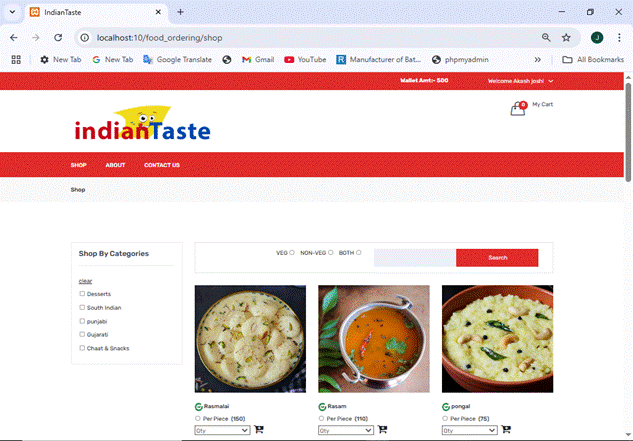 IndianTaste
localhost:10/food_ordering/shop
J
New Tab
New Tab
Google Translate
Gmail
YouTube
Manufacturer of Bat...
phpmyadmin
All Bookmarks
Wallet Amt:- 500
Welcome Akash joshi
indianTaste
0
My Cart
SHOP
ABOUT
CONTACT US
Shop
Shop By Categories
clear
Desserts
South Indian
punjabi
Gujarati
Chaat & Snacks
VEG
NON-VEG
BOTH
Search
Rasmalai
Per Piece (150)
Qty
Rasam
Per Piece (110)
Qty
pongal
Per Piece (75)
Qty